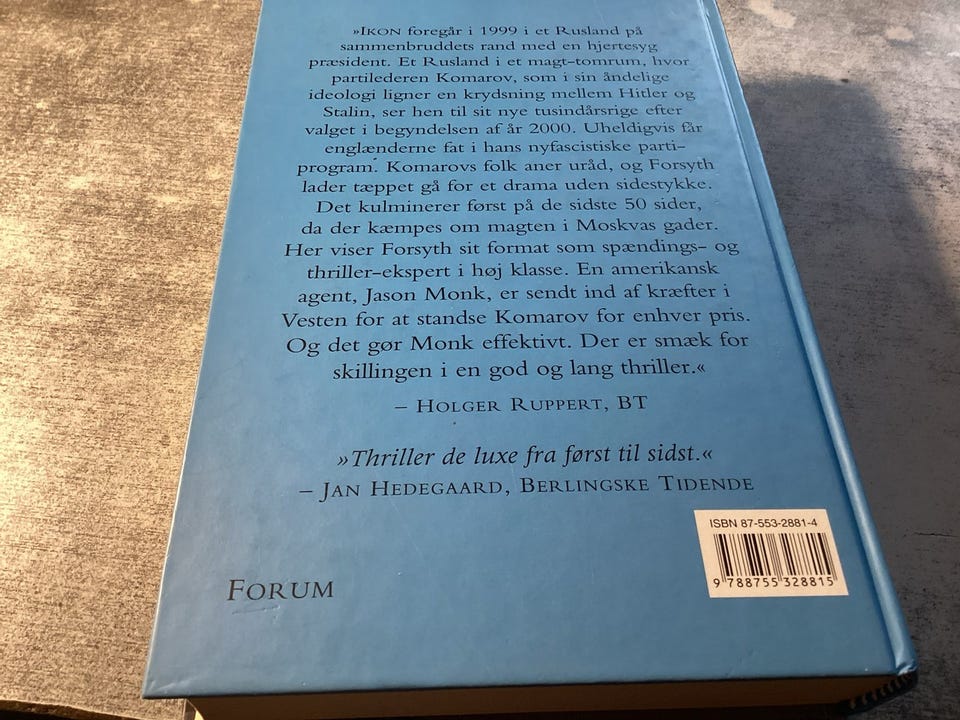 »IKON foregår i 1999 i et Rusland på
sammenbruddets rand med en hjertesyg
præsident. Et Rusland i et magt-tomrum, hvor
partilederen Komarov, som i sin åndelige
ideologi ligner en krydsning mellem Hitler og
Stalin, ser hen til sit nye tusindårsrige efter
valget i begyndelsen af år 2000. Uheldigvis får
englænderne fat i hans nyfascistiske parti-
program. Komarovs folk aner uråd, og Forsyth
lader tæppet gå for et drama uden sidestykke.
Det kulminerer først på de sidste 50 sider,
da der kæmpes om magten i Moskvas gader.
Her viser Forsyth sit format som spændings- og
thriller-ekspert i høj klasse. En amerikansk
agent, Jason Monk, er sendt ind af kræfter i
Vesten for at standse Komarov for enhver pris.
Og det gør Monk effektivt. Der er smæk for
skillingen i en god og lang thriller.«
– HOLGER RUPPERT, BT
»Thriller de luxe fra først til sidst.«
– JAN HEDEGAARD, BERLINGSKE TIDENDE
ISBN 87-553-2881-4
9 788755 328815
FORUM